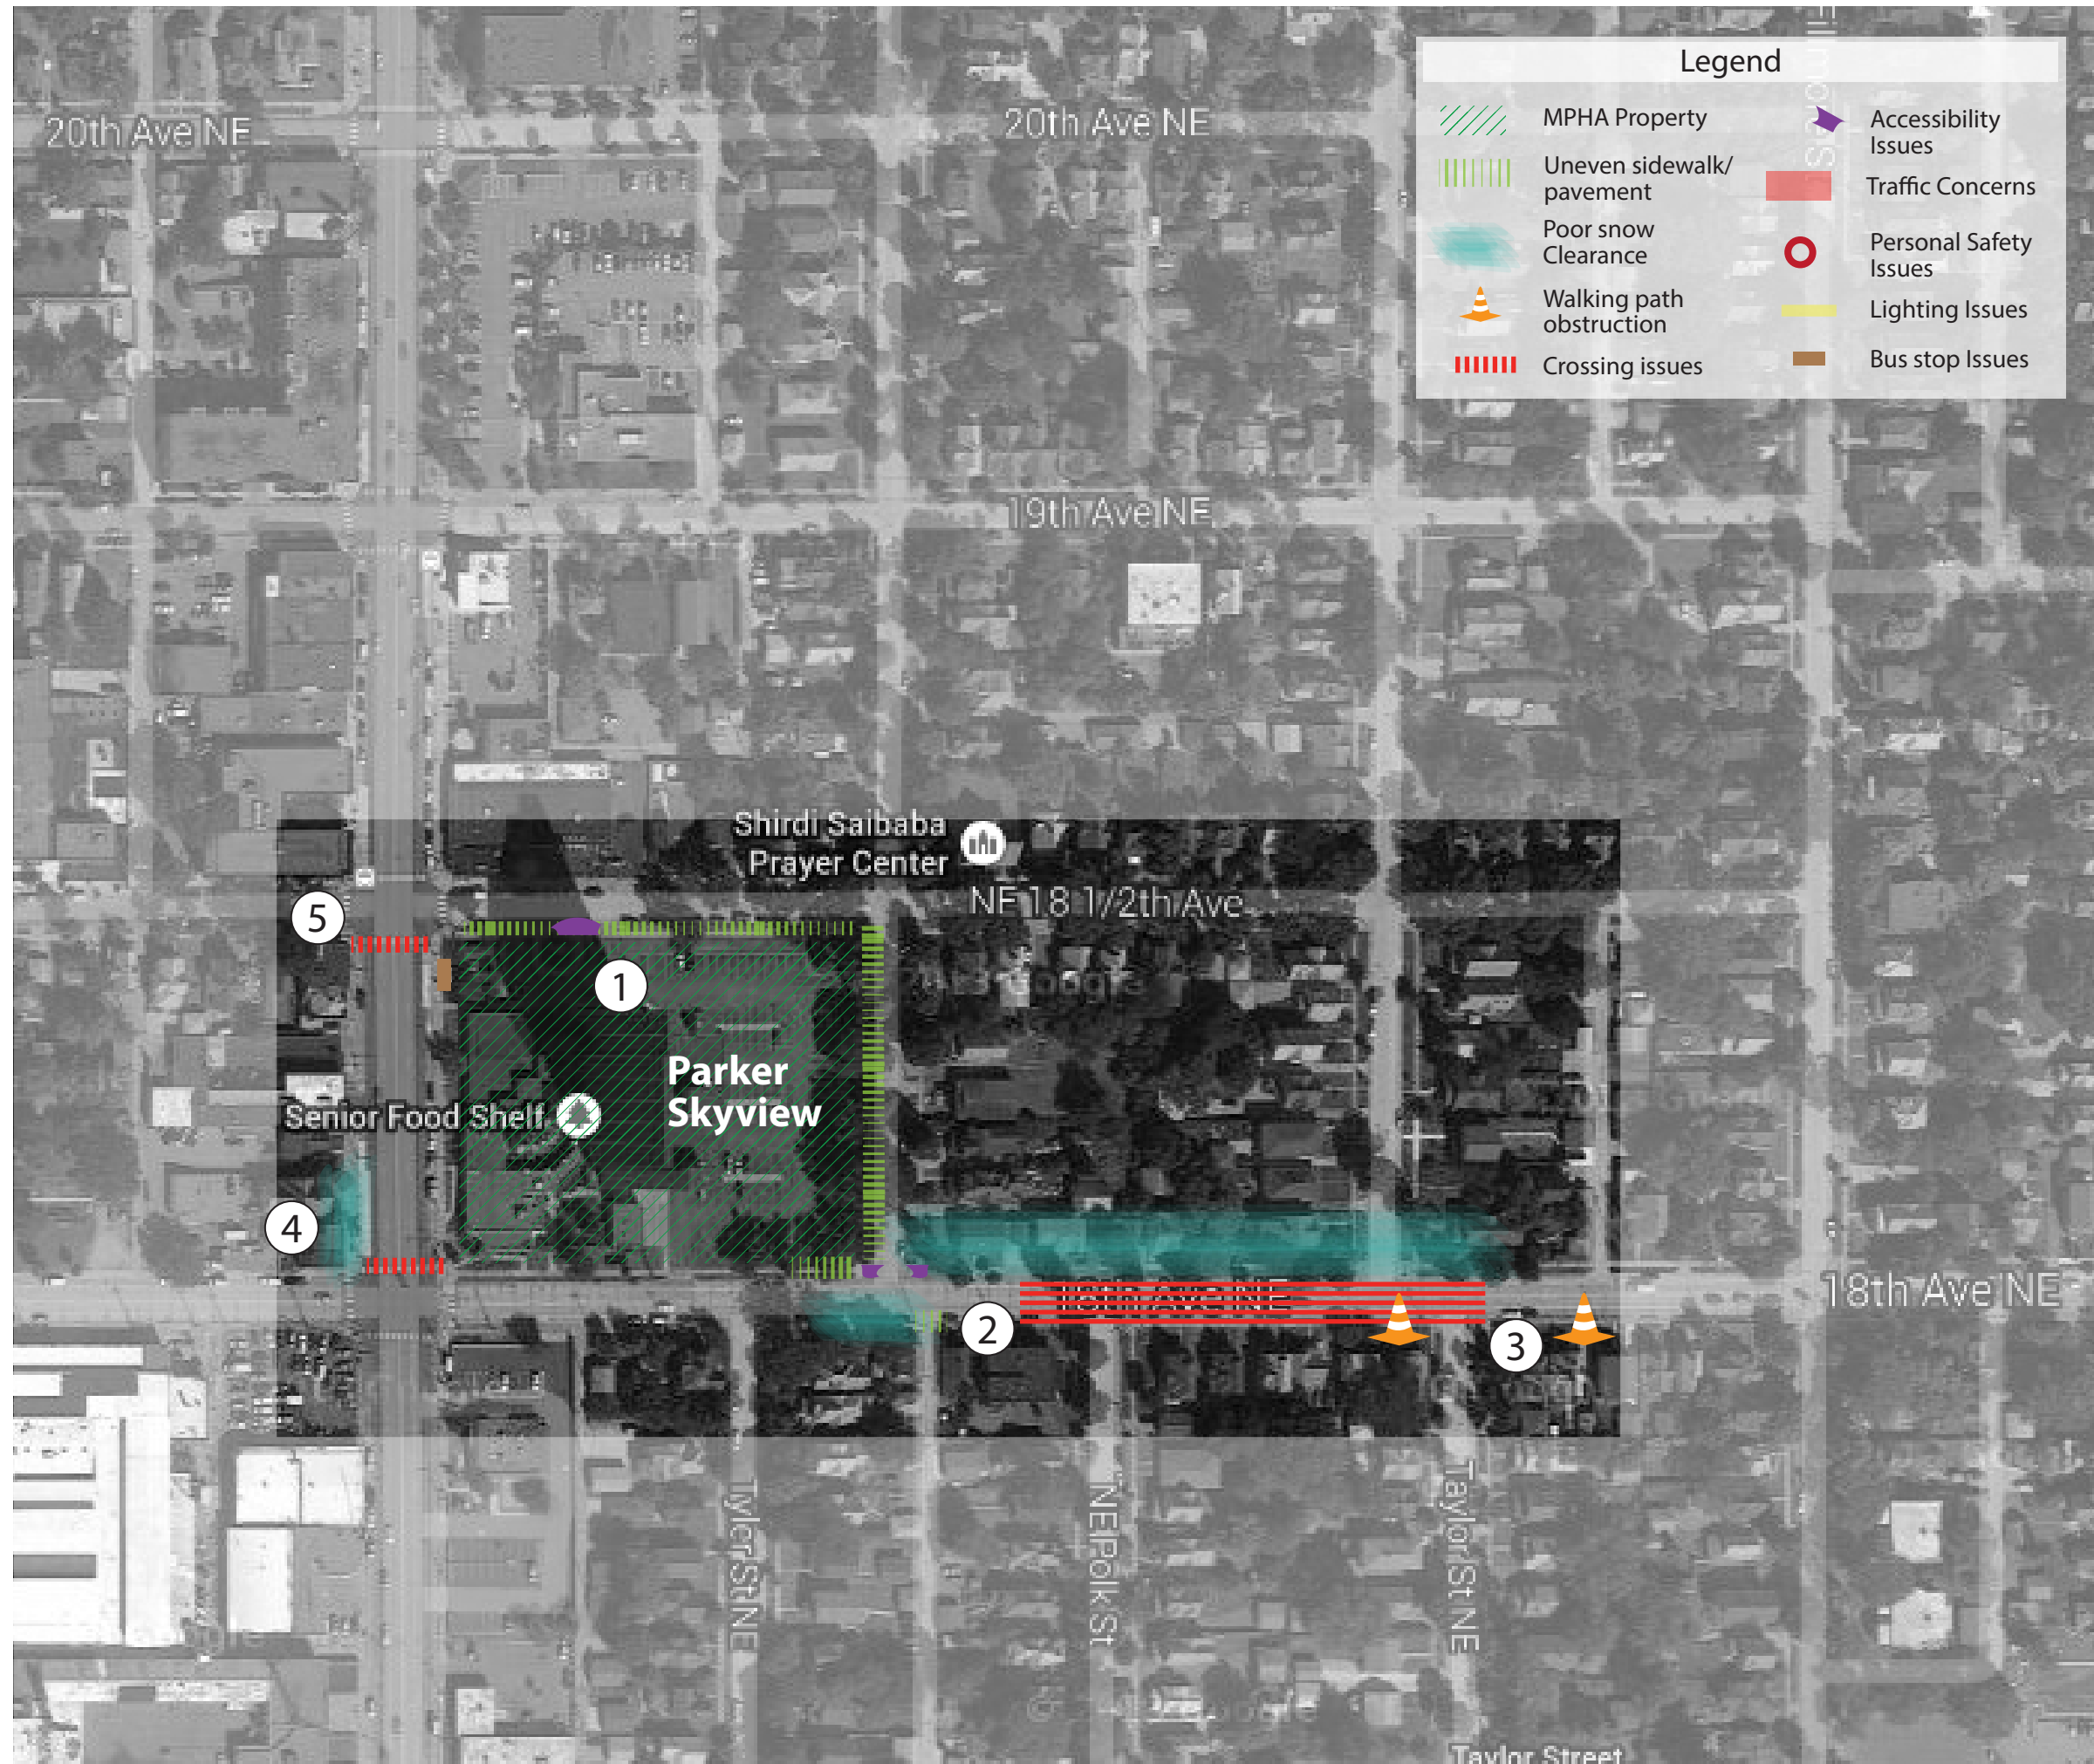 Legend
MPHA Property
Uneven sidewalk/
pavement
Poor snow
Clearance
Walking path
obstruction
Crossing issues
Accessibility
Issues
Traffic Concerns
Personal Safety
Issues
Lighting Issues
Bus stop Issues
20th Ave NE
20th Ave NE
19th Ave NE
Shirdi Saibaba
Prayer Center
NE 18 1/2th Ave
5
1
Parker
Skyview
Senior Food Shelf
4
18th Ave NE
18th Ave NE
2
3
Tyler St NE
NE Polk St
Taylor St NE
Taylor Street